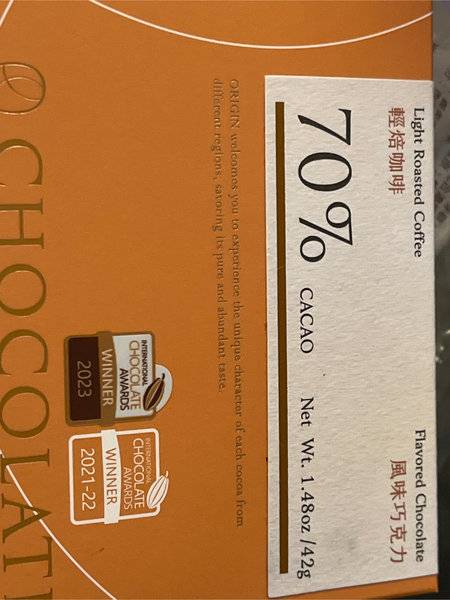 Light Roasted Coffee
輕焙咖啡
Flavored Chocolate
風味巧克力
70% CACAO Net Wt. 1.48oz /42g
ORIGIN welcomes you to experience the unique character of each cocoa from
different regions, savoring its pure and abundant taste.
INTERNATIONAL
CHOCOLATE
AWARDS
WINNER
2023
INTERNATIONAL
CHOCOLATE
AWARDS
WINNER
2021-22
CHOCOLATE